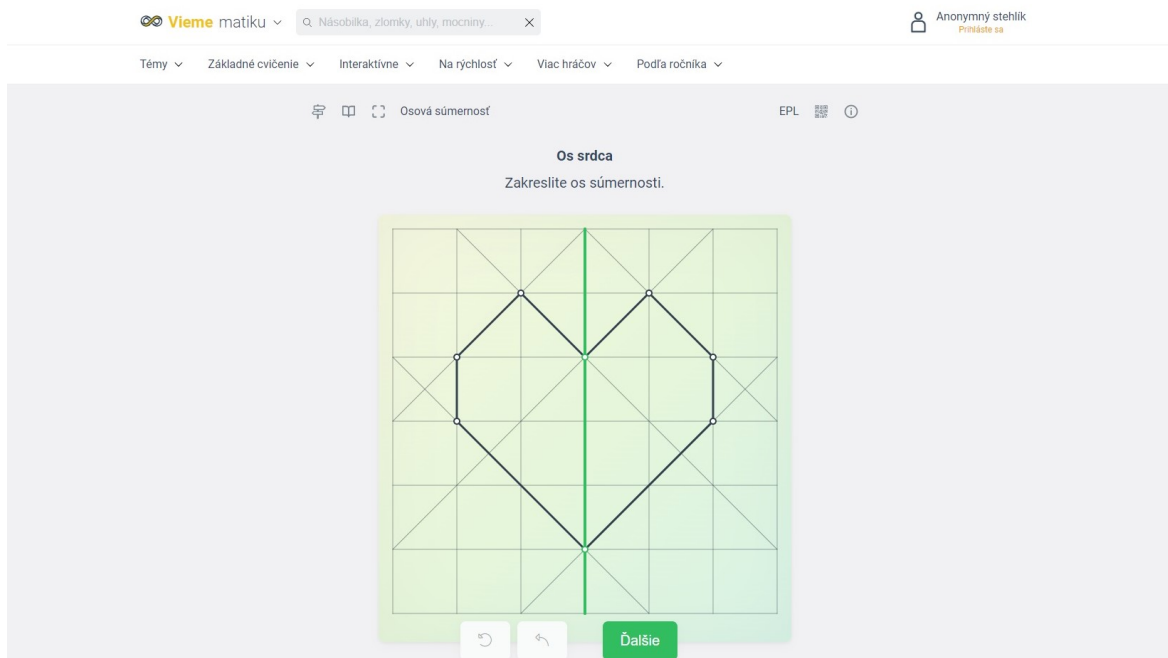 Vieme matiku
Násobilka, zlomky, uhly, mocniny...
Anonymný stehlík
Prihláste sa
Témy
Základné cvičenie
Interaktívne
Na rýchlosť
Viac hráčov
Podľa ročníka
Osová súmernosť
EPL
Os srdca
Zakreslite os súmernosti.
Ďalšie